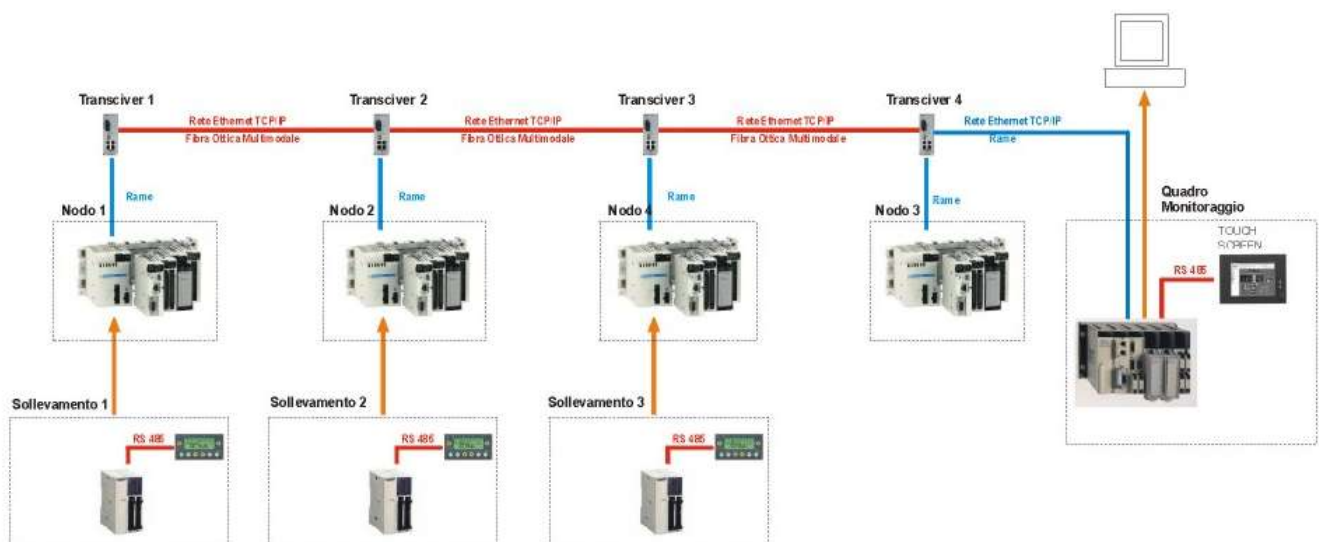 Transciver 1
Transciver 2
Transciver 3
Transciver 4
Rete Ethernet TCP/IP
Fibra Ottica Multimodale
Rete Ethernet TCP/IP
Fibra Ottica Multimodale
Rete Ethernet TCP/IP
Fibra Ottica Multimodale
Rete Ethernet TCP/IP
Rame
Rame
Rame
Rame
Rame
Nodo 1
Nodo 2
Nodo 4
Nodo 3
Quadro
Monitoraggio
TOUCH
SCREEN
RS 485
Sollevamento 1
Sollevamento 2
Sollevamento 3
RS 485
RS 485
RS 485